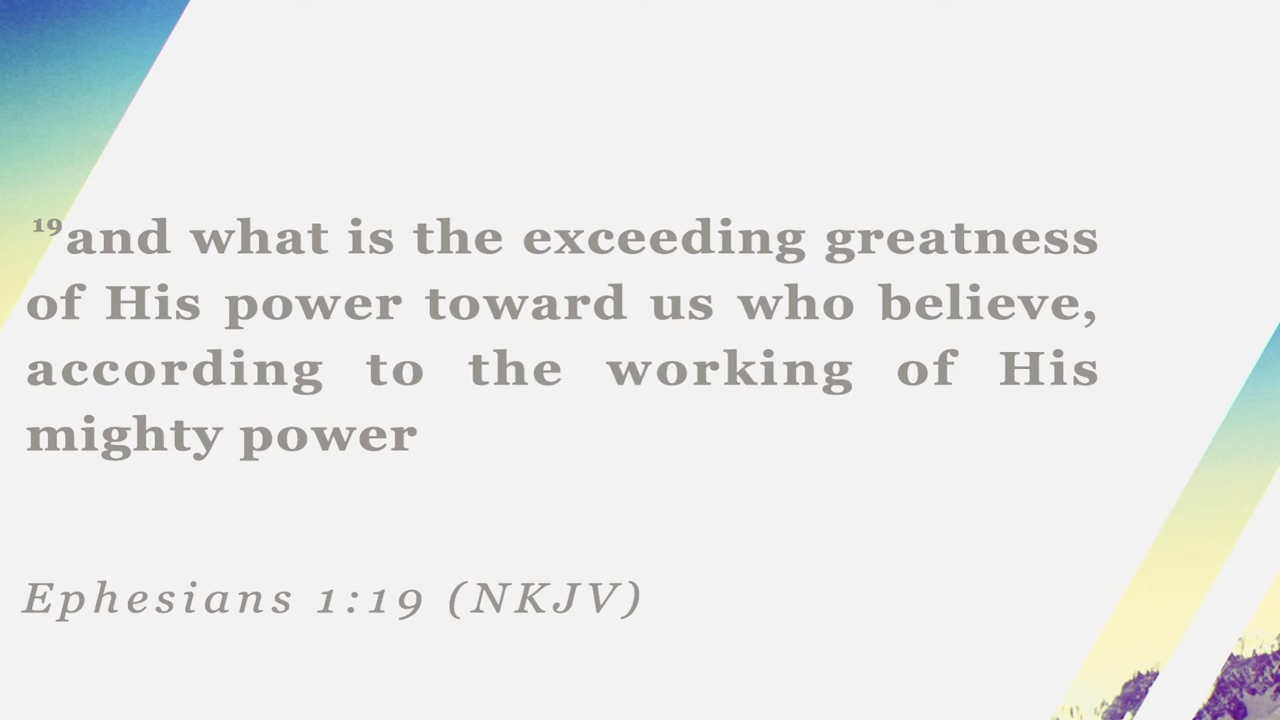 ¹⁹and what is the exceeding greatness
of His power toward us who believe,
according to the working of His
mighty power
Ephesians 1:19 (NKJV)